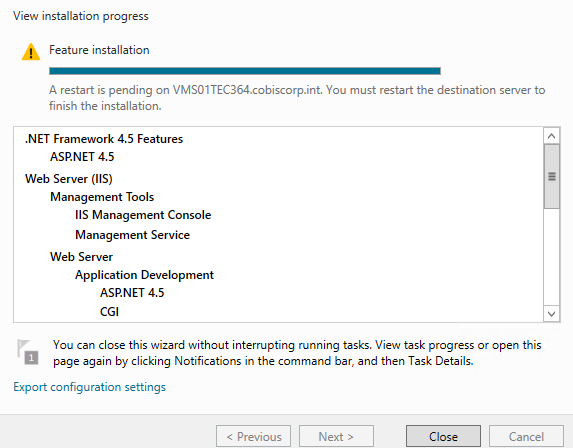 View installation progress
Feature installation
A restart is pending on VMS01TEC364.cobiscorp.int. You must restart the destination server to
finish the installation.
.NET Framework 4.5 Features
ASP.NET 4.5
Web Server (IIS)
Management Tools
IIS Management Console
Management Service
Web Server
Application Development
ASP.NET 4.5
CGI
1
You can close this wizard without interrupting running tasks. View task progress or open this
page again by clicking Notifications in the command bar, and then Task Details.
Export configuration settings
< Previous
Next >
Close
Cancel